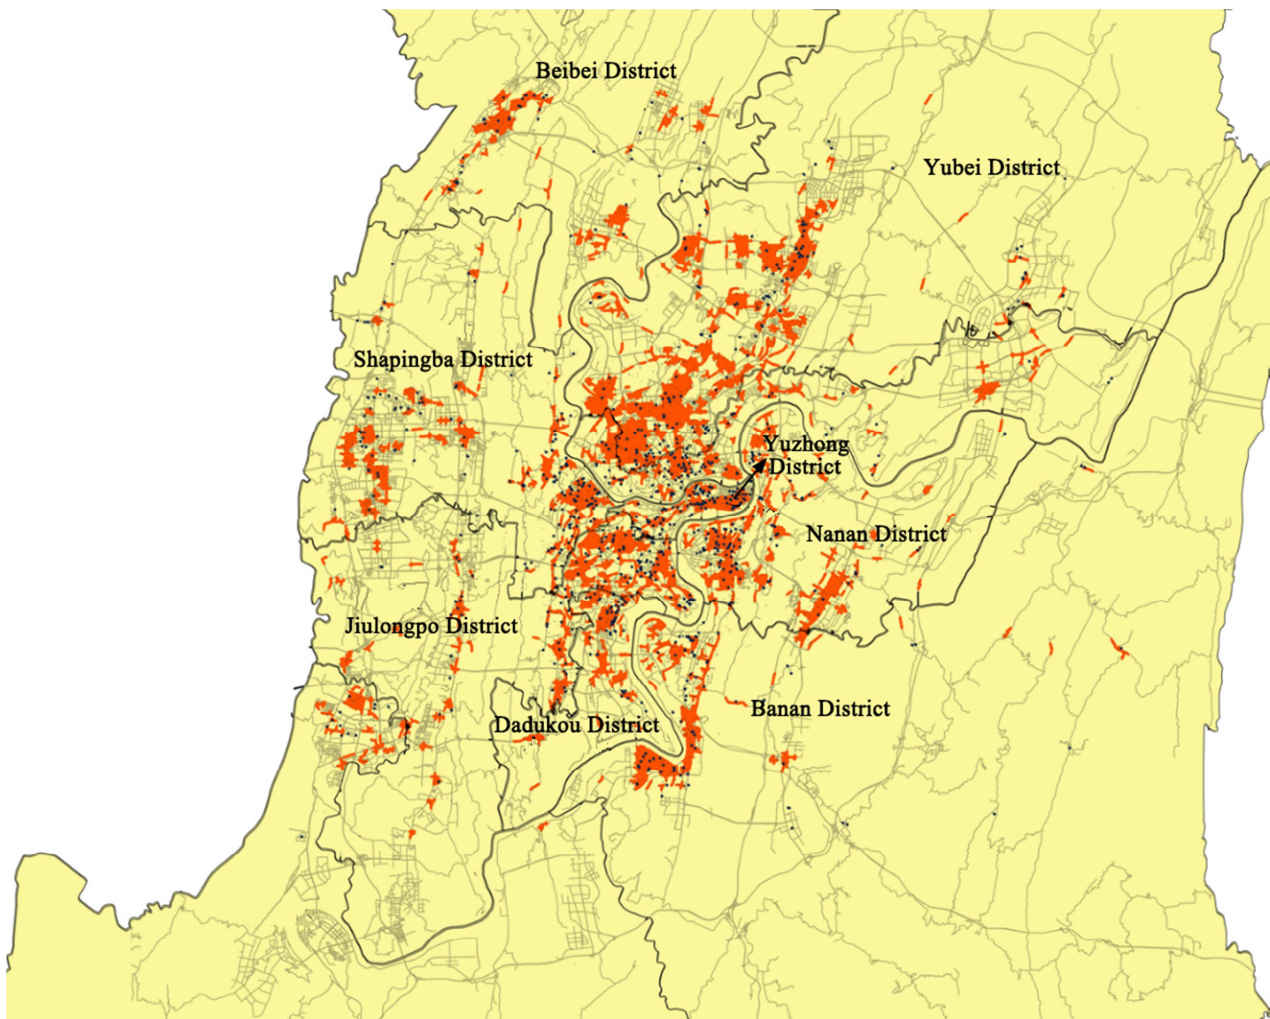 Beibei District
Yubei District
Shapingba District
Yuzhong
District
Nanan District
Jiulongpo District
Banan District
Dadukou District